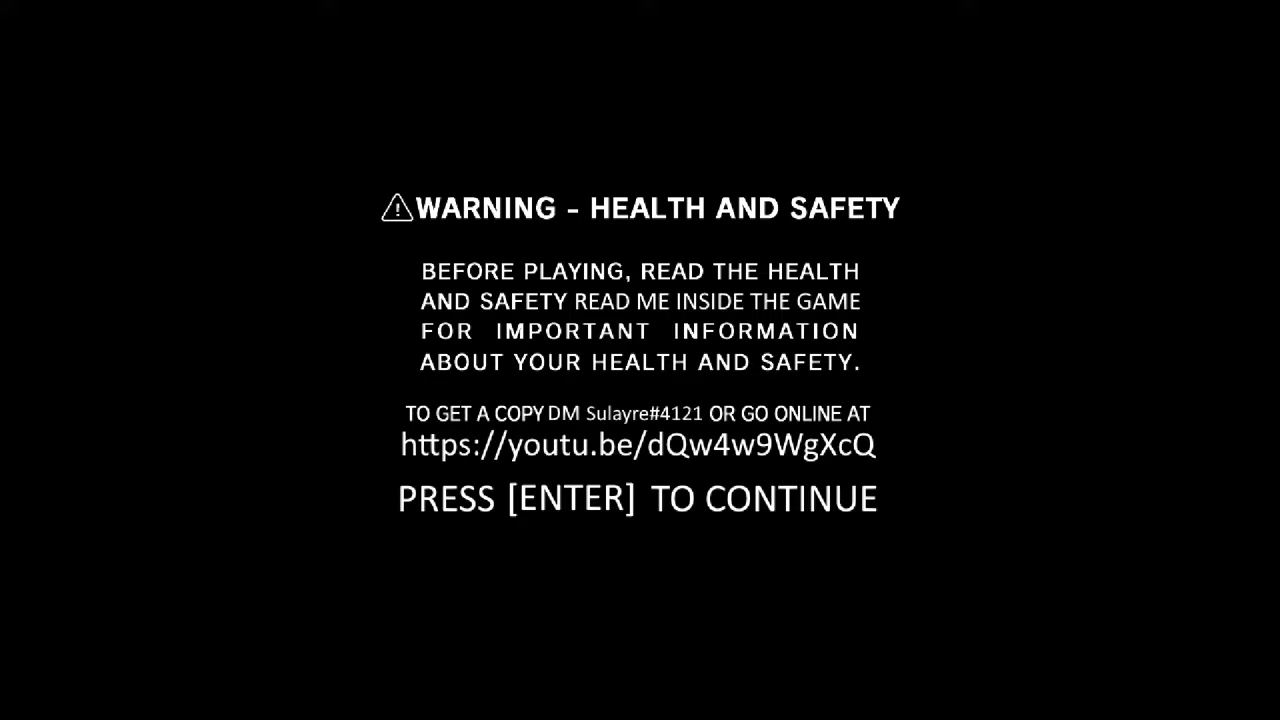 ⚠WARNING - HEALTH AND SAFETY
BEFORE PLAYING, READ THE HEALTH
AND SAFETY READ ME INSIDE THE GAME
FOR IMPORTANT INFORMATION
ABOUT YOUR HEALTH AND SAFETY.
TO GET A COPY DM Sulayre#4121 OR GO ONLINE AT
https://youtu.be/dQw4w9WgXcQ
PRESS [ENTER] TO CONTINUE